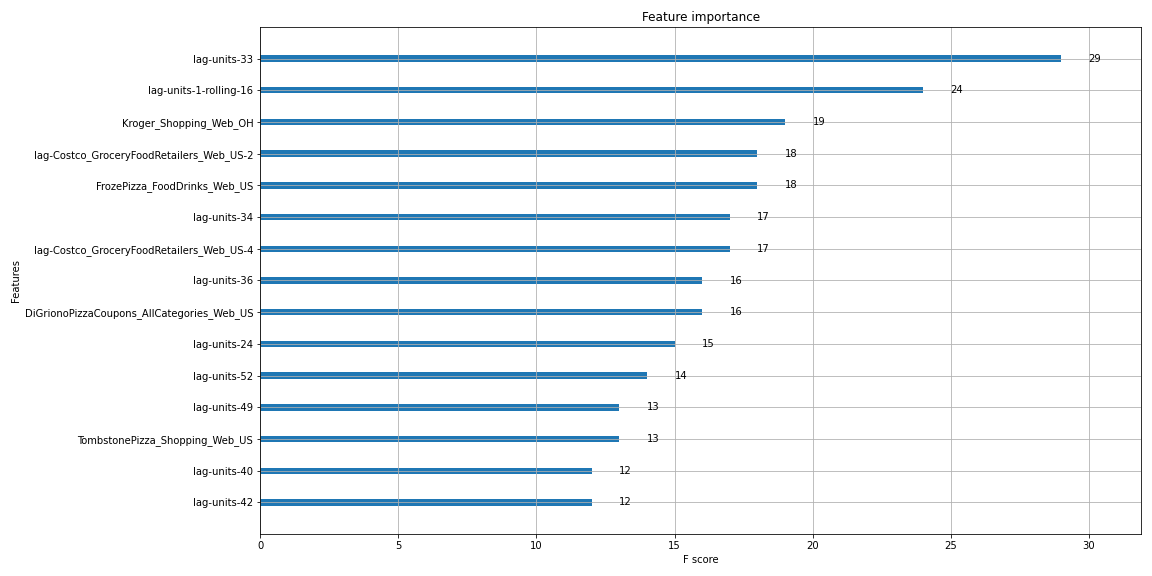 Feature importance
lag-units-33 29
lag-units-1-rolling-16 24
Kroger_Shopping_Web_OH 19
lag-Costco_GroceryFoodRetailers_Web_US-2 18
FrozePizza_FoodDrinks_Web_US 18
lag-units-34 17
lag-Costco_GroceryFoodRetailers_Web_US-4 17
lag-units-36 16
DiGrionoPizzaCoupons_AllCategories_Web_US 16
lag-units-24 15
lag-units-52 14
lag-units-49 13
TombstonePizza_Shopping_Web_US 13
lag-units-40 12
lag-units-42 12
Features
0 5 10 15 20 25 30
F score